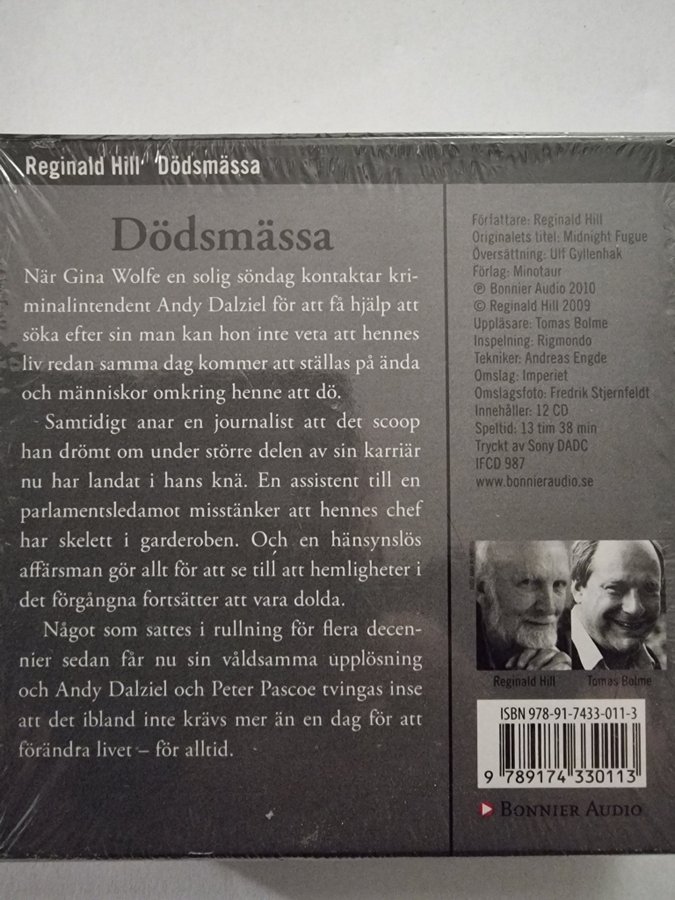 Reginald Hill Dödsmässa
Dödsmässa
När Gina Wolfe en solig söndag kontaktar kri-
minalintendent Andy Dalziel för att få hjälp att
söka efter sin man kan hon inte veta att hennes
liv redan samma dag kommer att ställas på ända
och människor omkring henne att dö.
Samtidigt anar en journalist att det scoop
han drömt om under större delen av sin karriär
nu har landat i hans knä. En assistent till en
parlamentsledamot misstänker att hennes chef
har skelett i garderoben. Och en hänsynslös
affärsman gör allt för att se till att hemligheter i
det förgångna fortsätter att vara dolda.
Något som sattes i rullning för flera decen-
nier sedan får nu sin våldsamma upplösning
och Andy Dalziel och Peter Pascoe tvingas inse
att det ibland inte krävs mer än en dag för att
förändra livet – för alltid.
Författare: Reginald Hill
Originalets titel: Midnight Fugue
Översättning: Ulf Gyllenhak
Förlag: Minotaur
℗ Bonnier Audio 2010
© Reginald Hill 2009
Uppläsare: Tomas Bolme
Inspelning: Rigmondo
Tekniker: Andreas Engde
Omslag: Imperiet
Omslagsfoto: Fredrik Stjernfeldt
Innehåller: 12 CD
Speltid: 13 tim 38 min
Tryckt av Sony DADC
IFCD 987
www.bonnieraudio.se
Reginald Hill
Tomas Bolme
ISBN 978-91-7433-011-3
9 789174 330113
Bonnier Audio